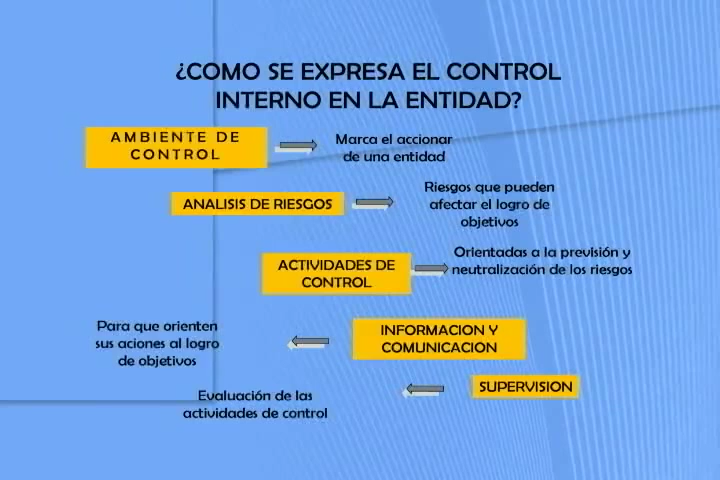 ¿COMO SE EXPRESA EL CONTROL
INTERNO EN LA ENTIDAD?
AMBIENTE DE
CONTROL
Marca el accionar
de una entidad
ANALISIS DE RIESGOS
Riesgos que pueden
afectar el logro de
objetivos
ACTIVIDADES DE
CONTROL
Orientadas a la previsión y
neutralización de los riesgos
INFORMACION Y
COMUNICACION
Para que orienten
sus aciones al logro
de objetivos
SUPERVISION
Evaluación de las
actividades de control